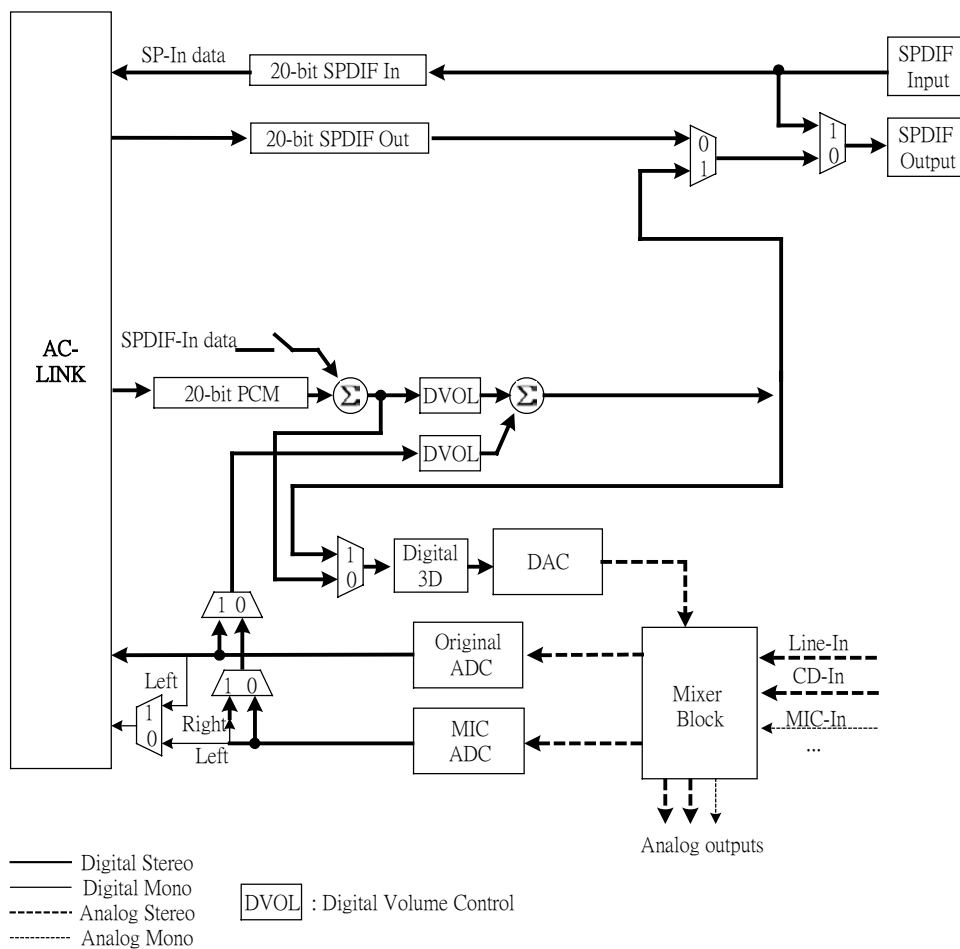 SP-In data
20-bit SPDIF In
SPDIF
Input
20-bit SPDIF Out
0
1
1
0
SPDIF
Output
AC-
LINK
SPDIF-In data
20-bit PCM
Σ
DVOL
Σ
DVOL
1
0
Digital
3D
DAC
1 0
Original
ADC
Left
1 0
1
0
Right
Left
MIC
ADC
Mixer
Block
Line-In
CD-In
MIC-In
...
Analog outputs
Digital Stereo
Digital Mono
Analog Stereo
Analog Mono
DVOL : Digital Volume Control